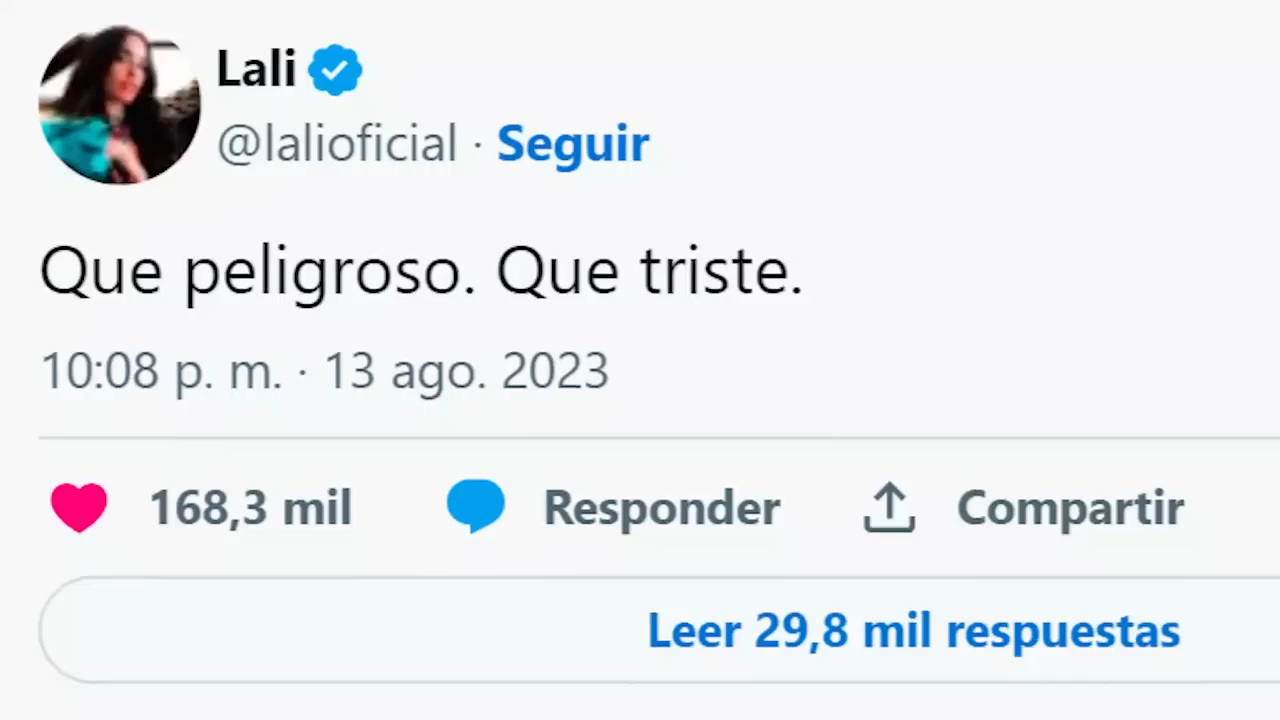 Lali
@lalioficial · Seguir
Que peligroso. Que triste.
10:08 p. m. · 13 ago. 2023
168,3 mil Responder Compartir
Leer 29,8 mil respuestas